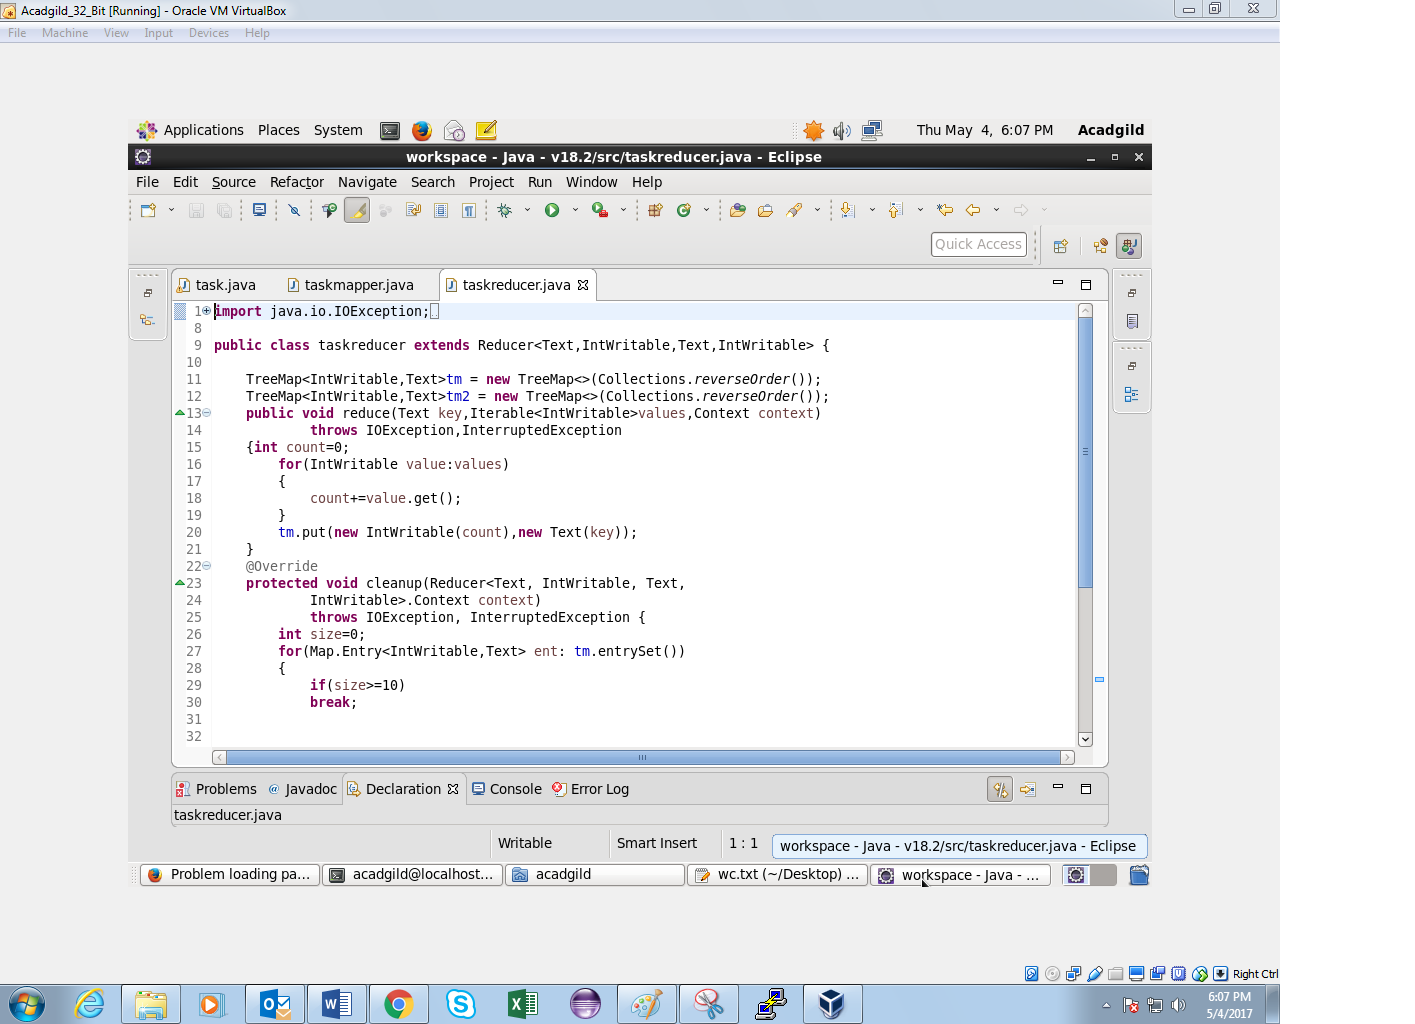 Acadgild_32_Bit [Running] - Oracle VM VirtualBox
File Machine View Input Devices Help
Applications Places System Thu May 4, 6:07 PM Acadgild
workspace - Java - v18.2/src/taskreducer.java - Eclipse
File Edit Source Refactor Navigate Search Project Run Window Help
Quick Access
task.java taskmapper.java taskreducer.java
1 import java.io.IOException;
8
9 public class taskreducer extends Reducer<Text,IntWritable,Text,IntWritable> {
10
11 TreeMap<IntWritable,Text>tm = new TreeMap<>(Collections.reverseOrder());
12 TreeMap<IntWritable,Text>tm2 = new TreeMap<>(Collections.reverseOrder());
13 public void reduce(Text key,Iterable<IntWritable>values,Context context)
14 throws IOException,InterruptedException
15 {int count=0;
16 for(IntWritable value:values)
17 {
18 count+=value.get();
19 }
20 tm.put(new IntWritable(count),new Text(key));
21 }
22 @Override
23 protected void cleanup(Reducer<Text, IntWritable, Text,
24 IntWritable>.Context context)
25 throws IOException, InterruptedException {
26 int size=0;
27 for(Map.Entry<IntWritable,Text> ent: tm.entrySet())
28 {
29 if(size>=10)
30 break;
31
32
Problems Javadoc Declaration Console Error Log
taskreducer.java
Writable Smart Insert 1 : 1 workspace - Java - v18.2/src/taskreducer.java - Eclipse
Problem loading pa... acadgild@localhost... acadgild wc.txt (~/Desktop) ... workspace - Java - ...
Right Ctrl
6:07 PM
5/4/2017